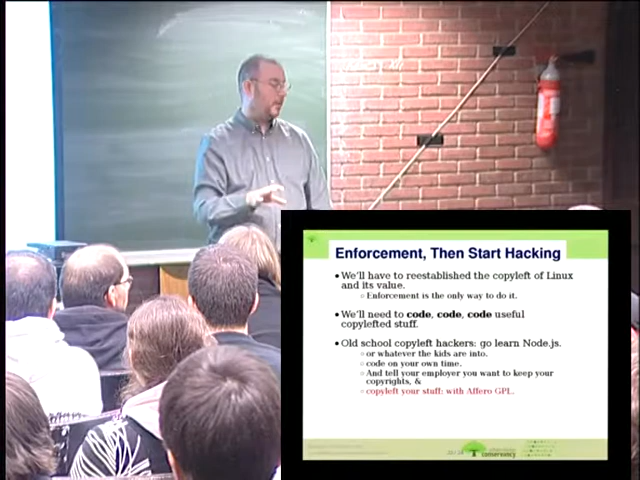 Enforcement, Then Start Hacking
•We'll have to reestablished the copyleft of Linux
and its value.
Enforcement is the only way to do it.
•We'll need to code, code, code useful
copylefted stuff.
•Old school copyleft hackers: go learn Node.js.
or whatever the kids are into.
code on your own time.
And tell your employer you want to keep your
copyrights, &
copyleft your stuff: with Affero GPL.
conservancy